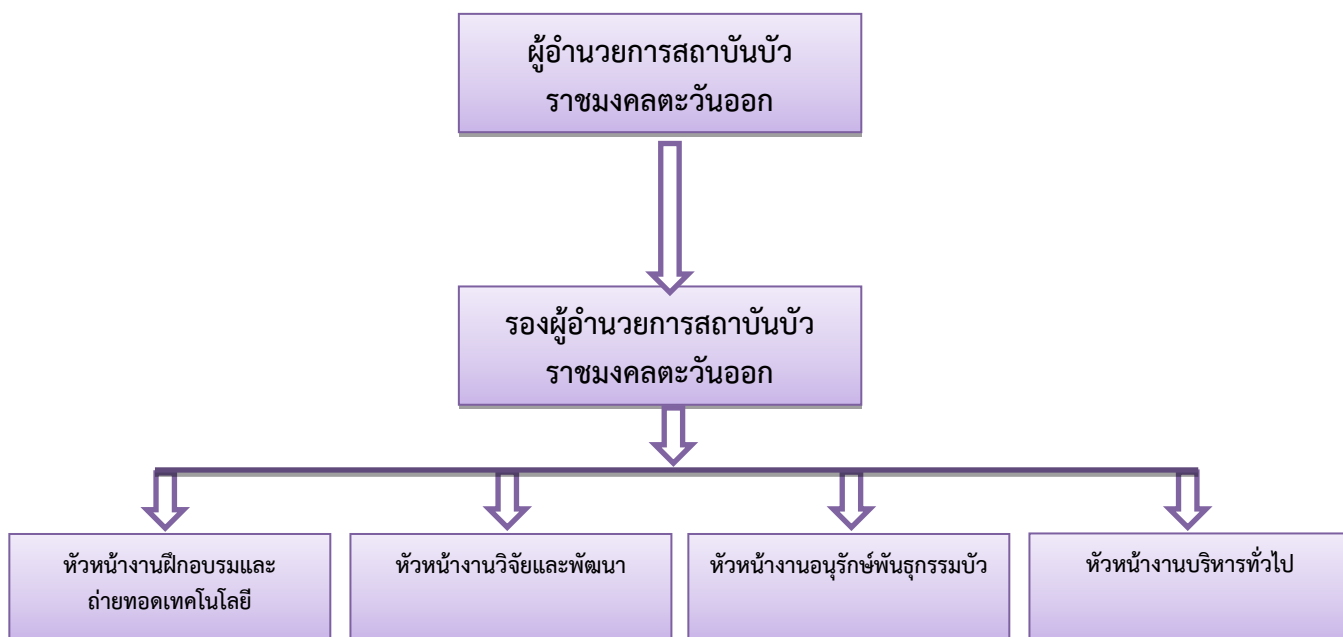 ผู้อำนวยการสถาบันบัว
ราชมงคลตะวันออก
รองผู้อำนวยการสถาบันบัว
ราชมงคลตะวันออก
หัวหน้างานฝึกอบรมและ
ถ่ายทอดเทคโนโลยี
หัวหน้างานวิจัยและพัฒนา
หัวหน้างานอนุรักษ์พันธุกรรมบัว
หัวหน้างานบริหารทั่วไป